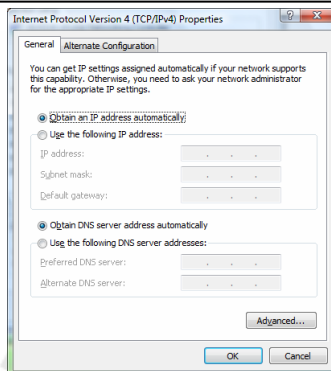 Internet Protocol Version 4 (TCP/IPv4) Properties
General
Alternate Configuration
You can get IP settings assigned automatically if your network supports
this capability. Otherwise, you need to ask your network administrator
for the appropriate IP settings.
Obtain an IP address automatically
Use the following IP address:
IP address:
Subnet mask:
Default gateway:
Obtain DNS server address automatically
Use the following DNS server addresses:
Preferred DNS server:
Alternate DNS server:
Advanced...
OK
Cancel